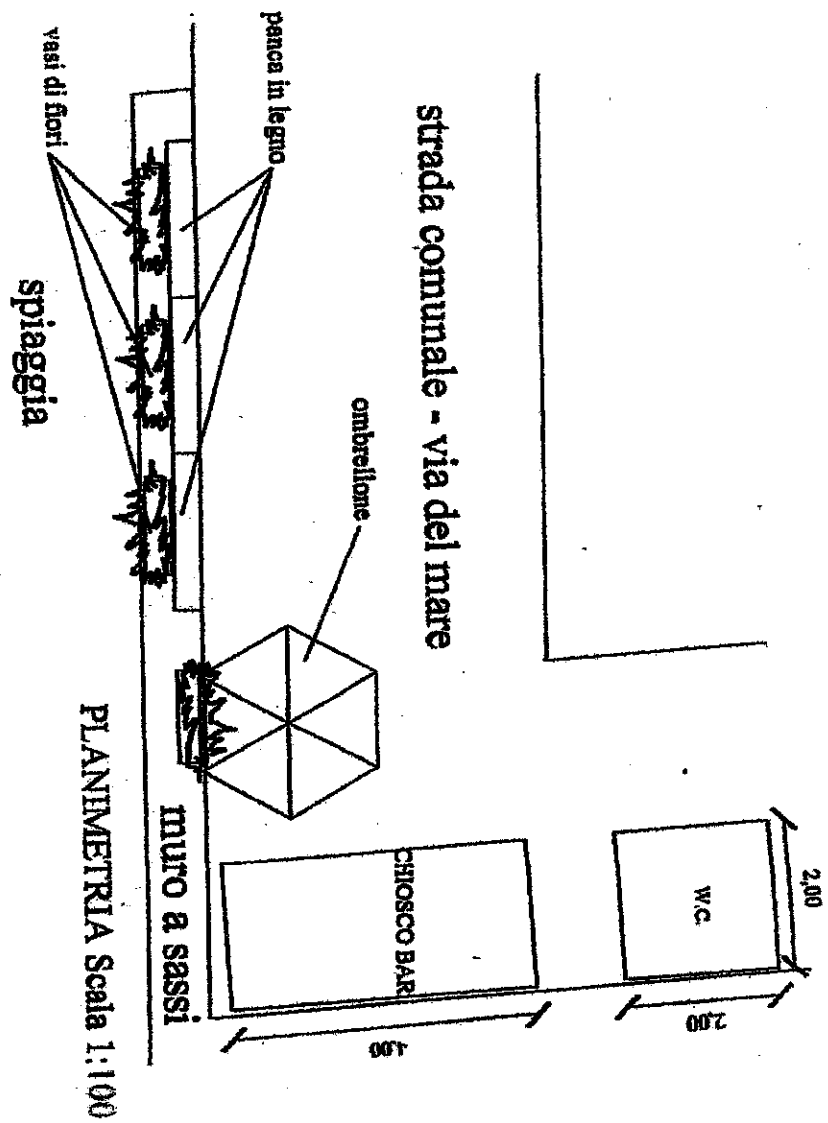 2,00
W.C.
2,00
CHIOSCO BAR
4,00
strada comunale - via del mare
ombrellone
panca in legno
vasi di fiori
muro a sassi
spiaggia
PLANIMETRIA Scala 1:100